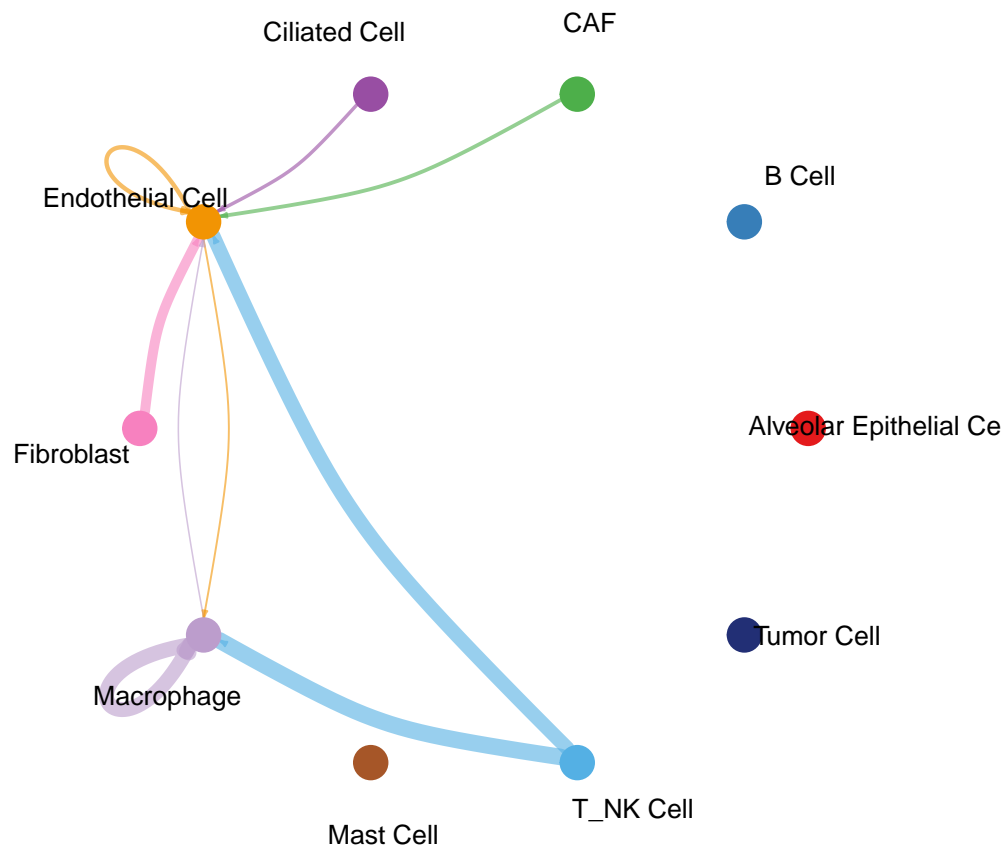 CAF
Ciliated Cell
B Cell
Endothelial Cell
Alveolar Epithelial Ce
Fibroblast
Tumor Cell
Macrophage
T_NK Cell
Mast Cell